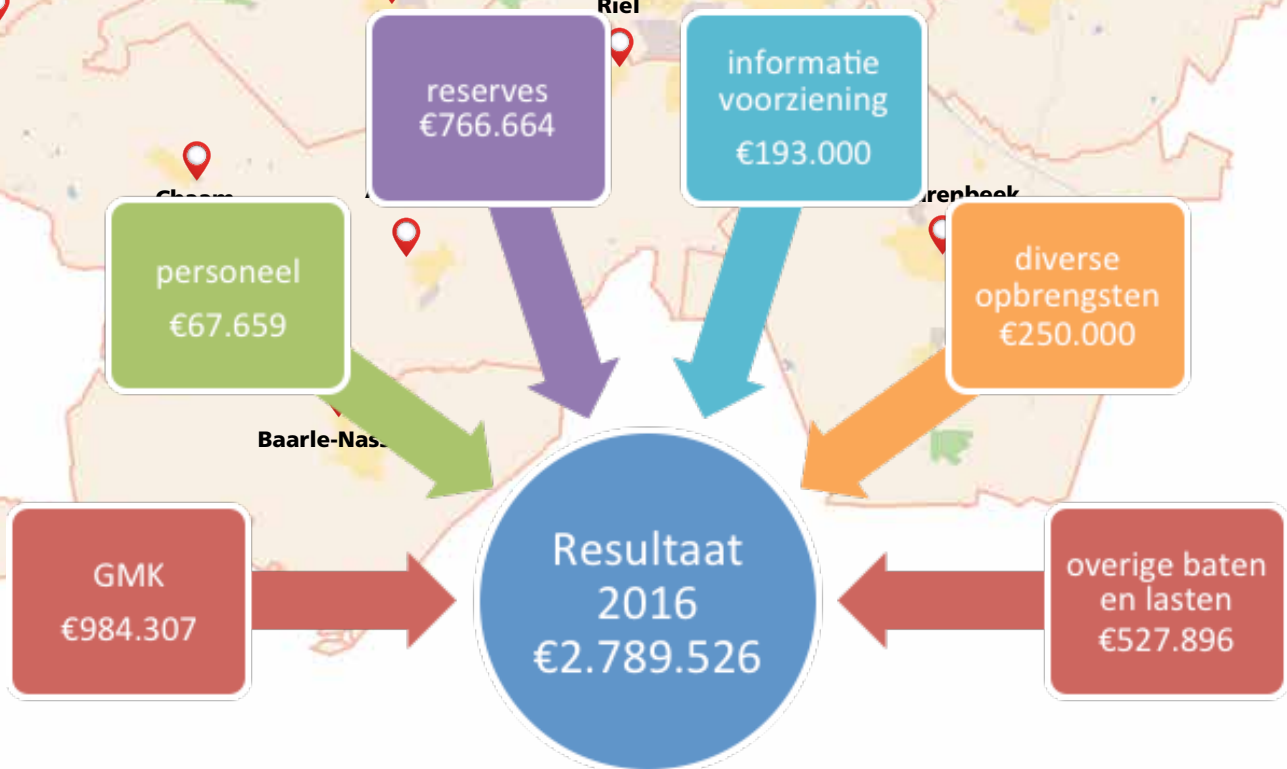 Riel
reserves
€766.664
informatie
voorziening
€193.000
personeel
€67.659
diverse
opbrengsten
€250.000
Baarle-Nass
GMK
€984.307
Resultaat
2016
€2.789.526
overige baten
en lasten
€527.896